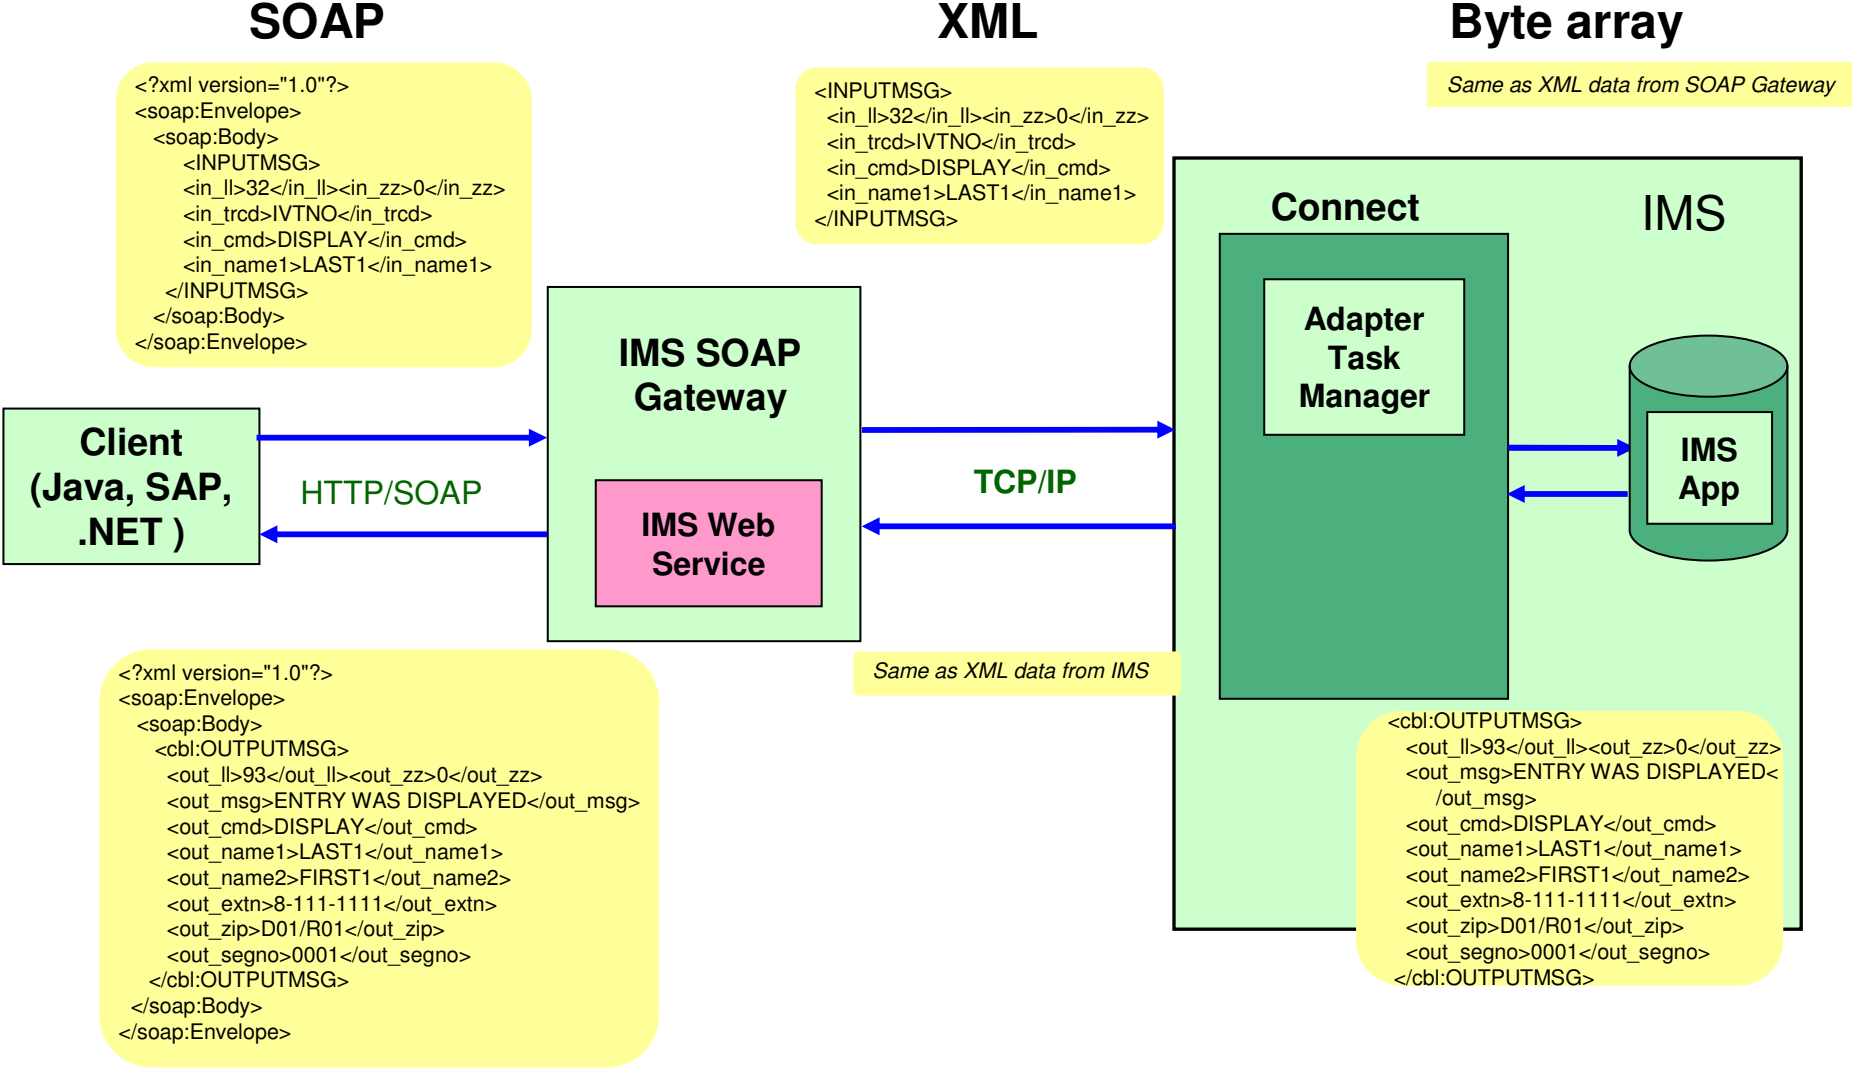 SOAP
XML
Byte array
<?xml version="1.0"?>
<soap:Envelope>
<soap:Body>
<INPUTMSG>
<in_ll>32</in_ll><in_zz>0</in_zz>
<in_trcd>IVTNO</in_trcd>
<in_cmd>DISPLAY</in_cmd>
<in_name1>LAST1</in_name1>
</INPUTMSG>
</soap:Body>
</soap:Envelope>
<INPUTMSG>
<in_ll>32</in_ll><in_zz>0</in_zz>
<in_trcd>IVTNO</in_trcd>
<in_cmd>DISPLAY</in_cmd>
<in_name1>LAST1</in_name1>
</INPUTMSG>
Same as XML data from SOAP Gateway
Connect
IMS
Adapter
Task
Manager
IMS
App
IMS SOAP
Gateway
IMS Web
Service
Client
(Java, SAP,
.NET )
HTTP/SOAP
TCP/IP
Same as XML data from IMS
<?xml version="1.0"?>
<soap:Envelope>
<soap:Body>
<cbl:OUTPUTMSG>
<out_ll>93</out_ll><out_zz>0</out_zz>
<out_msg>ENTRY WAS DISPLAYED</out_msg>
<out_cmd>DISPLAY</out_cmd>
<out_name1>LAST1</out_name1>
<out_name2>FIRST1</out_name2>
<out_extn>8-111-1111</out_extn>
<out_zip>D01/R01</out_zip>
<out_segno>0001</out_segno>
</cbl:OUTPUTMSG>
</soap:Body>
</soap:Envelope>
<cbl:OUTPUTMSG>
<out_ll>93</out_ll><out_zz>0</out_zz>
<out_msg>ENTRY WAS DISPLAYED<
/out_msg>
<out_cmd>DISPLAY</out_cmd>
<out_name1>LAST1</out_name1>
<out_name2>FIRST1</out_name2>
<out_extn>8-111-1111</out_extn>
<out_zip>D01/R01</out_zip>
<out_segno>0001</out_segno>
</cbl:OUTPUTMSG>